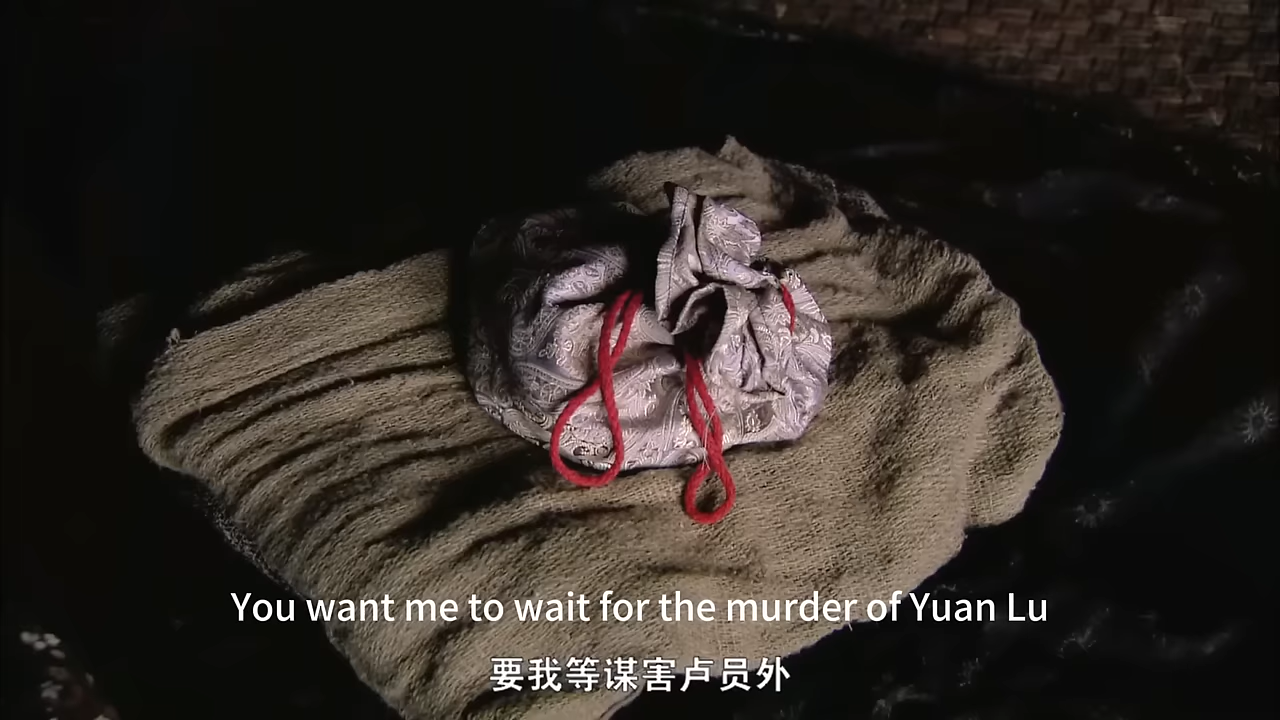 You want me to wait for the murder of Yuan Lu
要我等谋害卢员外